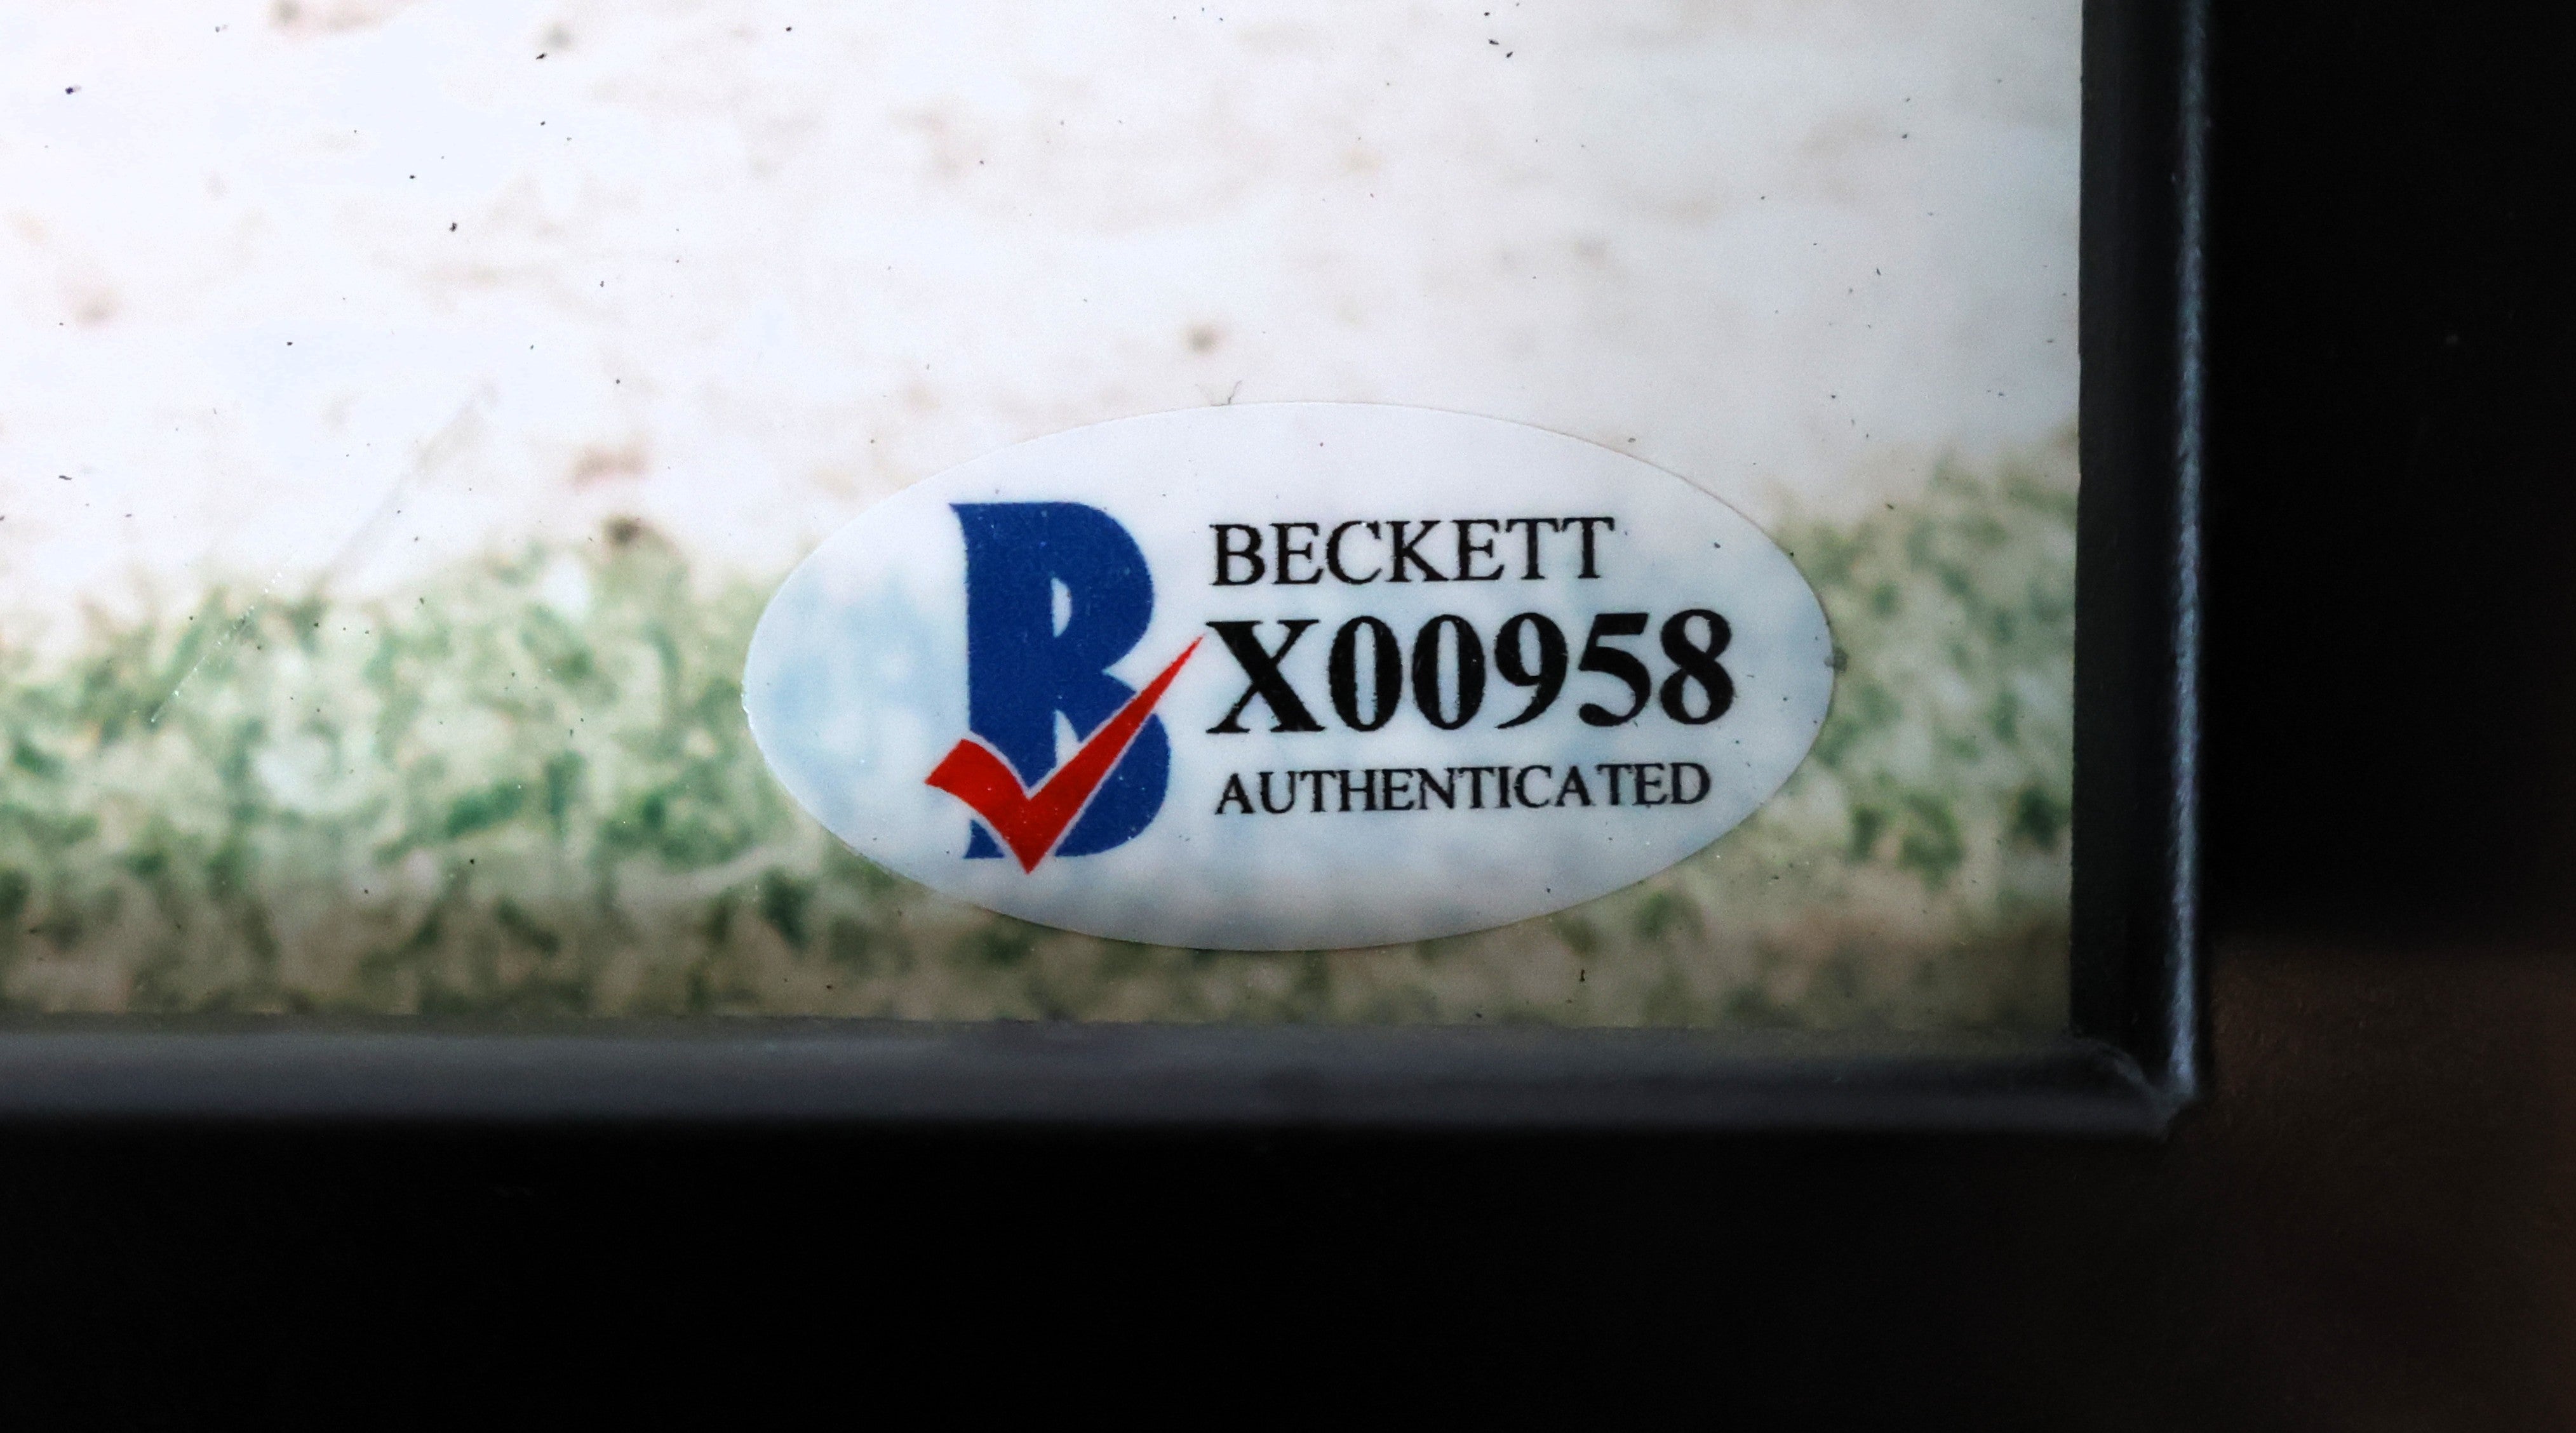 BECKETT
X00958
AUTHENTICATED